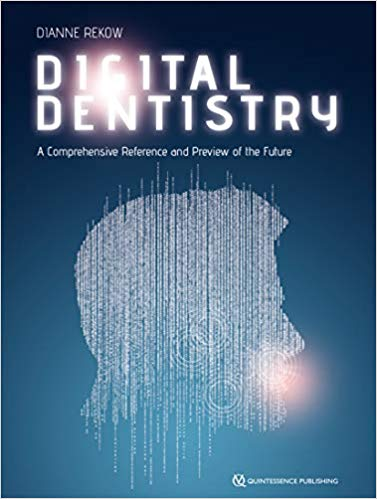 DIANNE REKOW
DIGITAL
DENTISTRY
A Comprehensive Reference and Preview of the Future
QUINTESSENCE PUBLISHING